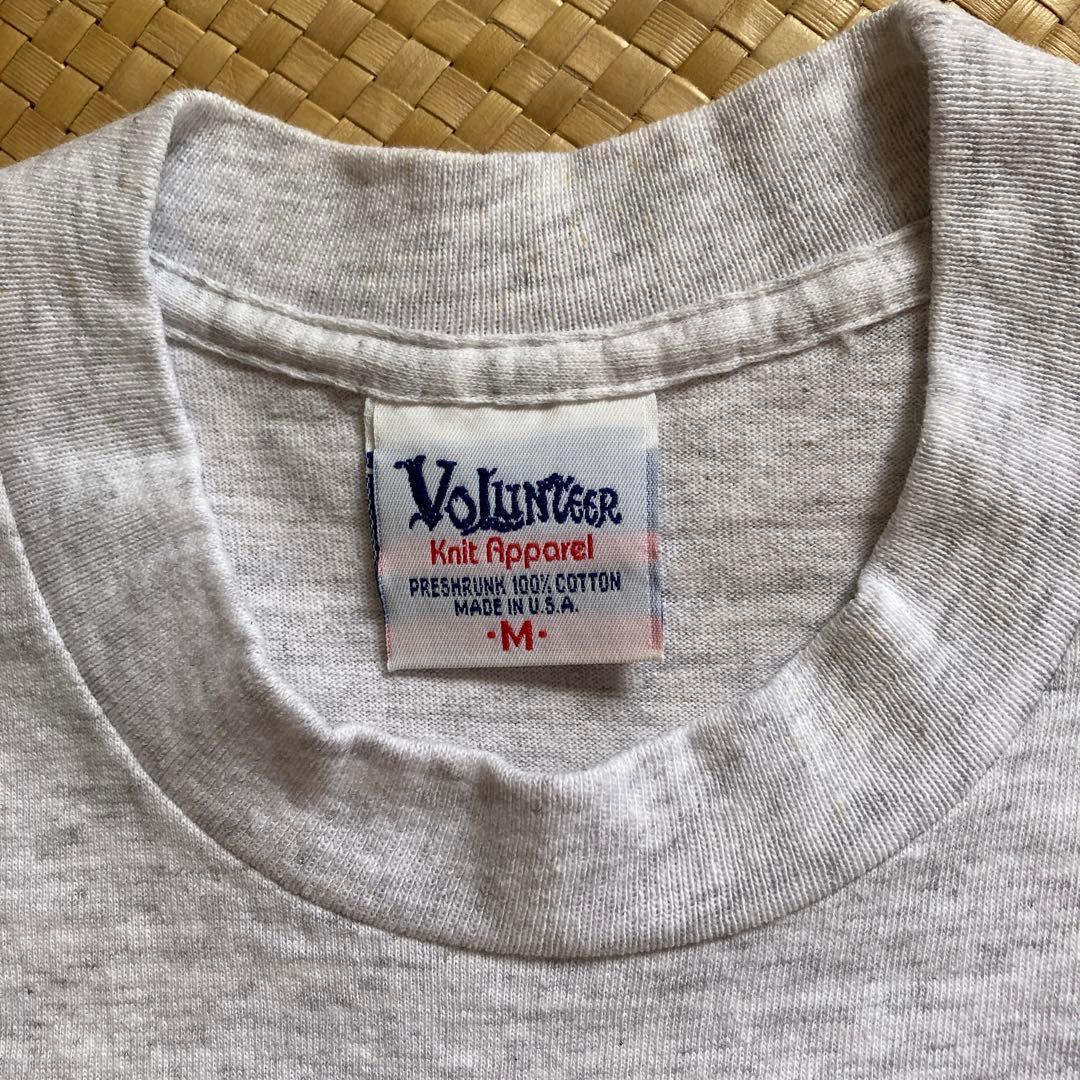 VOLUNTEER
Knit Apparel
PRESHRUNK 100% COTTON
MADE IN U.S.A.
·M·